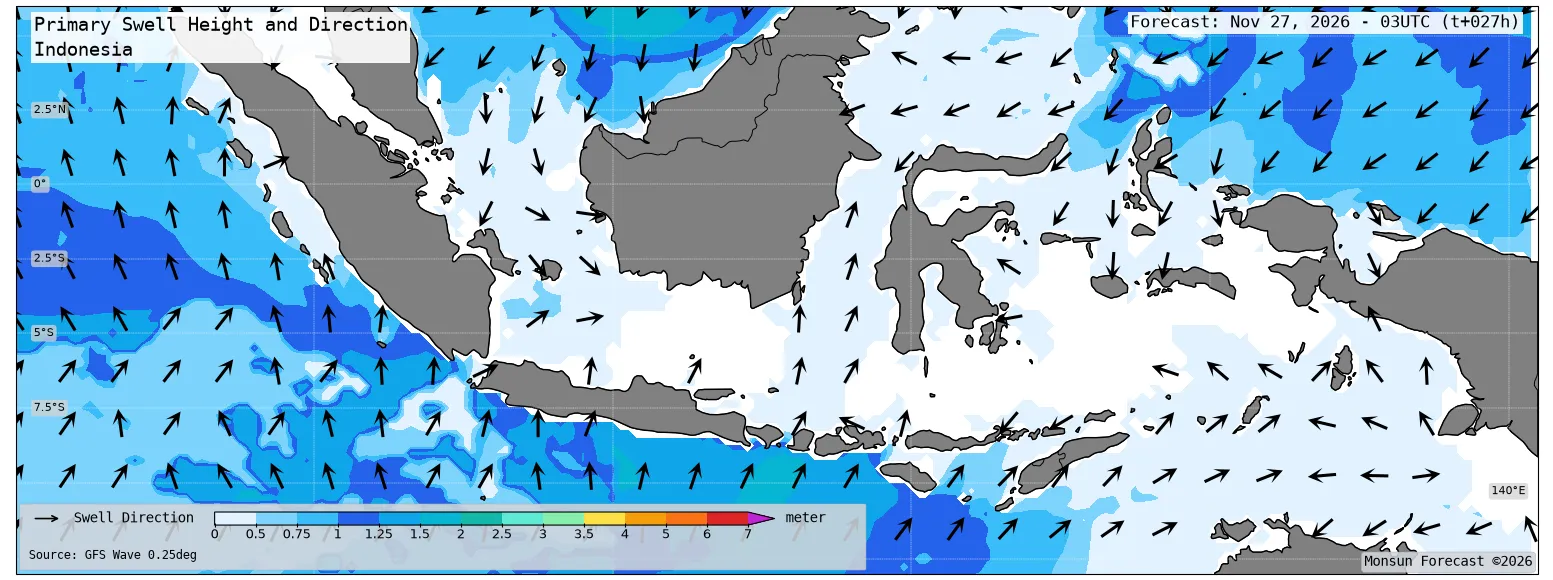 Primary Swell Height and Direction
Indonesia
Forecast: Nov 27, 2026 - 03UTC (t+027h)
2.5°N
0°
2.5°S
5°S
7.5°S
140°E
Swell Direction
0 0.5 0.75 1 1.25 1.5 2 2.5 3 3.5 4 5 6 7
meter
Source: GFS Wave 0.25deg
Monsun Forecast ©2026